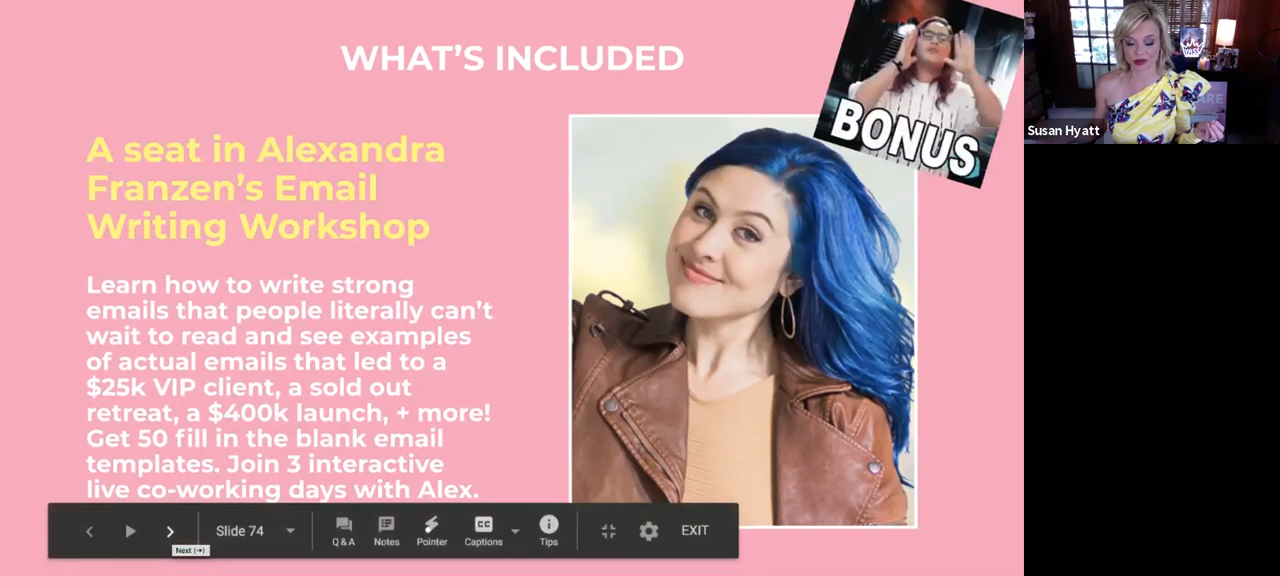 WHAT'S INCLUDED
BONUS
A seat in Alexandra
Franzen's Email
Writing Workshop
Learn how to write strong
emails that people literally can't
wait to read and see examples
of actual emails that led to a
$25k VIP client, a sold out
retreat, a $400k launch, + more!
Get 50 fill in the blank email
templates. Join 3 interactive
live co-working days with Alex.
Slide 74
Q & A
Notes
Pointer
CC
Captions
Tips
EXIT
Next (→)
Susan Hyatt